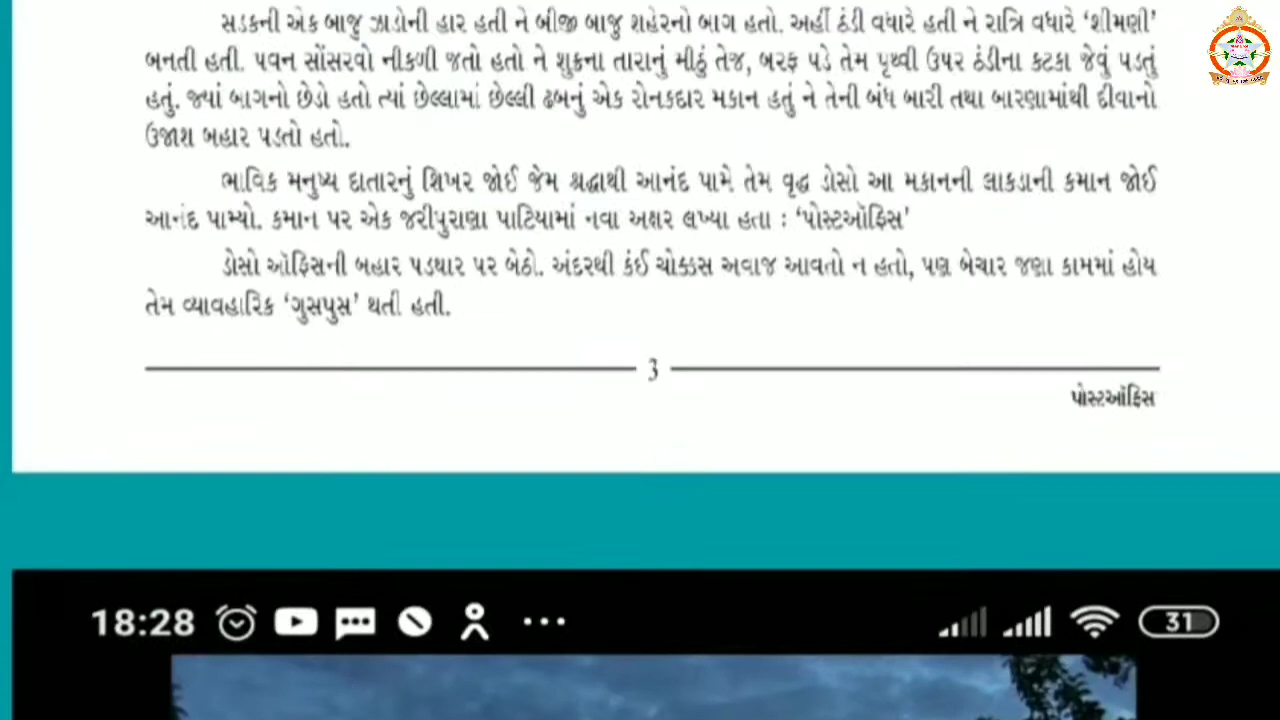 સડકની એક બાજુ ઝાડોની હાર હતી ને બીજી બાજુ શહેરનો બાગ હતો. અહીં ઠંડી વધારે હતી ને રાત્રિ વધારે ‘શીમણી’
બનતી હતી. પવન સોંસરવો નીકળી જતો હતો ને શુક્રના તારાનું મીઠું તેજ, બરફ પડે તેમ પૃથ્વી ઉપર ઠંડીના કટકા જેવું પડતું
હતું. જ્યાં બાગનો છેડો હતો ત્યાં છેલ્લામાં છેલ્લી ઢબનું એક રોનકદાર મકાન હતું ને તેની બંધ બારી તથા બારણામાંથી દીવાનો
ઉજાશ બહાર પડતો હતો.
ભાવિક મનુષ્ય દાતારનું શિખર જોઈ જેમ શ્રદ્ધાથી આનંદ પામે તેમ વૃદ્ધ ડોસો આ મકાનની લાકડાની કમાન જોઈ
આનંદ પામ્યો. કમાન પર એક જરીપુરાણા પાટિયામાં નવા અક્ષર લખ્યા હતા : ‘પોસ્ટઑફિસ’
ડોસો ઑફિસની બહાર પડથાર પર બેઠો. અંદરથી કંઈ ચોક્કસ અવાજ આવતો ન હતો, પણ બેચાર જણા કામમાં હોય
તેમ વ્યાવહારિક ‘ગુસપુસ’ થતી હતી.
3
પોસ્ટઑફિસ
18:28
31